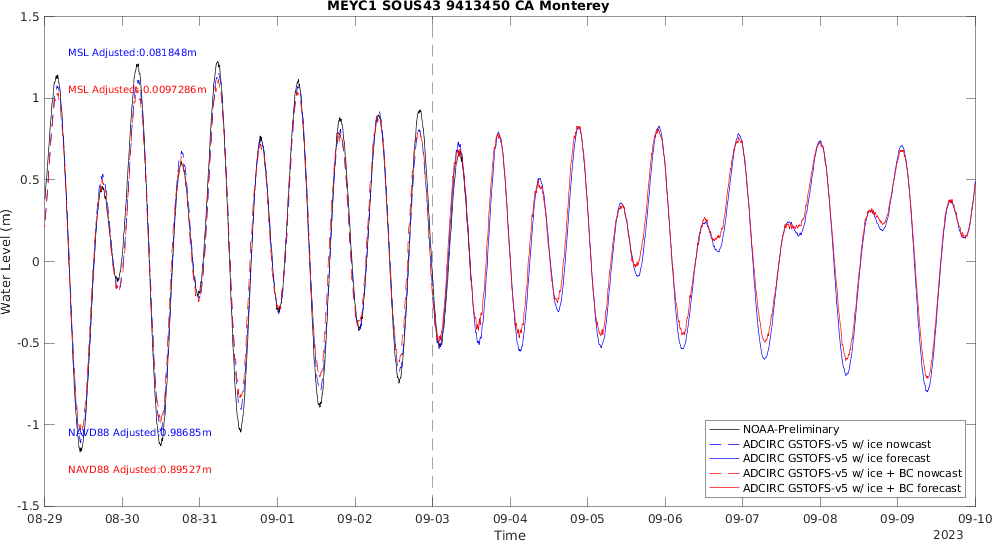 MEYC1 SOUS43 9413450 CA Monterey
1.5
1
0.5
0
-0.5
-1
-1.5
Water Level (m)
MSL Adjusted:0.081848m
MSL Adjusted:0.0097286m
NAVD88 Adjusted:0.98685m
NAVD88 Adjusted:0.89527m
NOAA-Preliminary
ADCIRC GSTOFS-v5 w/ ice nowcast
ADCIRC GSTOFS-v5 w/ ice forecast
ADCIRC GSTOFS-v5 w/ ice + BC nowcast
ADCIRC GSTOFS-v5 w/ ice + BC forecast
08-29 08-30 08-31 09-01 09-02 09-03 09-04 09-05 09-06 09-07 09-08 09-09 09-10
Time
2023